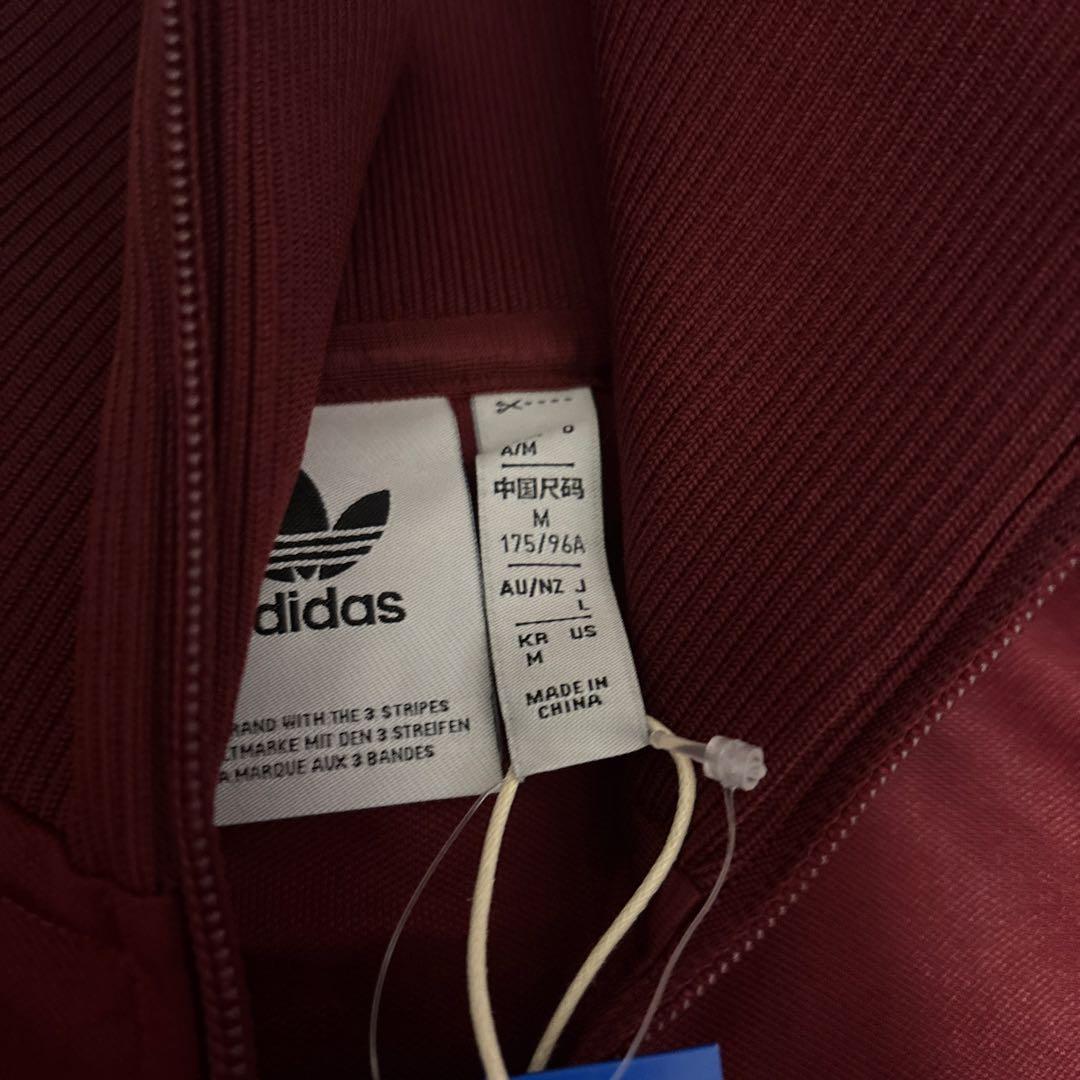 didas
RAND WITH THE 3 STRIPES
TMARKE MIT DEN 3 STREIFEN
A MARQUE AUX 3 BANDES
A/M
中国尺码
M
175/96A
AU/NZ J
L
KR US
M
MADE IN
CHINA